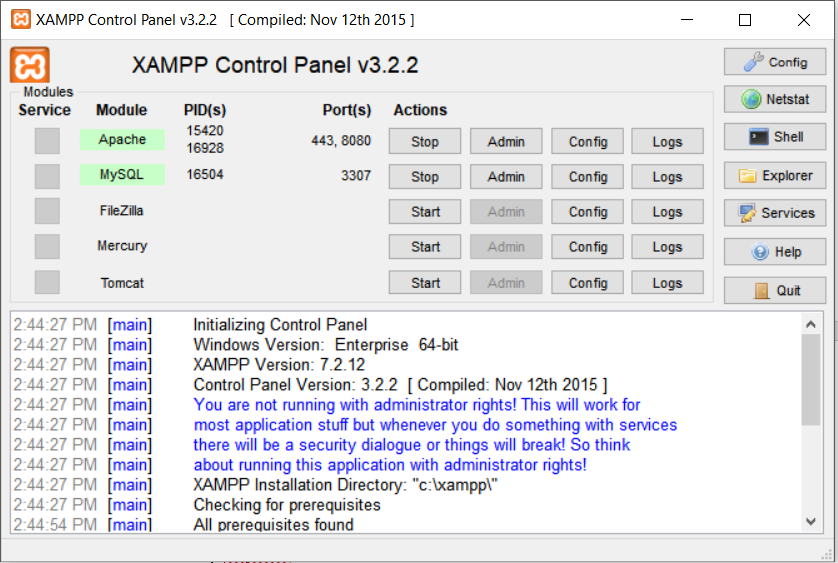 XAMPP Control Panel v3.2.2 [ Compiled: Nov 12th 2015 ]
XAMPP Control Panel v3.2.2
Config
Modules
Service Module PID(s) Port(s) Actions
Netstat
Apache 15420 16928 443, 8080 Stop Admin Config Logs
Shell
MySQL 16504 3307 Stop Admin Config Logs
Explorer
FileZilla Start Admin Config Logs
Services
Mercury Start Admin Config Logs
Help
Tomcat Start Admin Config Logs
Quit
2:44:27 PM [main] Initializing Control Panel
2:44:27 PM [main] Windows Version: Enterprise 64-bit
2:44:27 PM [main] XAMPP Version: 7.2.12
2:44:27 PM [main] Control Panel Version: 3.2.2 [ Compiled: Nov 12th 2015 ]
2:44:27 PM [main] You are not running with administrator rights! This will work for
2:44:27 PM [main] most application stuff but whenever you do something with services
2:44:27 PM [main] there will be a security dialogue or things will break! So think
2:44:27 PM [main] about running this application with administrator rights!
2:44:27 PM [main] XAMPP Installation Directory: "c:\xampp\"
2:44:27 PM [main] Checking for prerequisites
2:44:54 PM [main] All prerequisites found